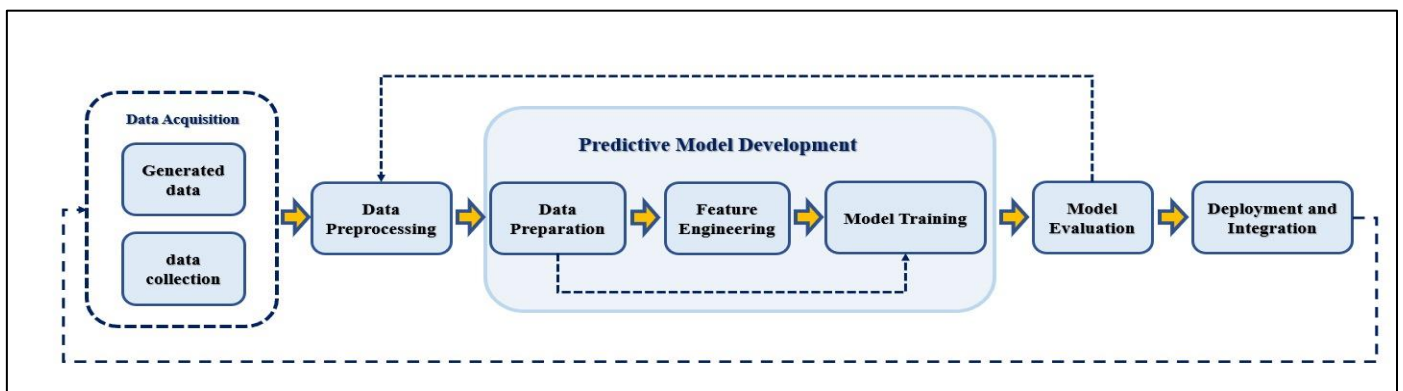 Data Acquisition
Generated
data
data
collection
Data
Preprocessing
Predictive Model Development
Data
Preparation
Feature
Engineering
Model Training
Model
Evaluation
Deployment and
Integration